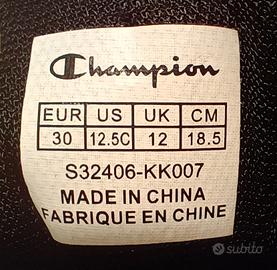 Champion
EUR US UK CM
30 12.5C 12 18.5
S32406-KK007
MADE IN CHINA
FABRIQUE EN CHINE
subito